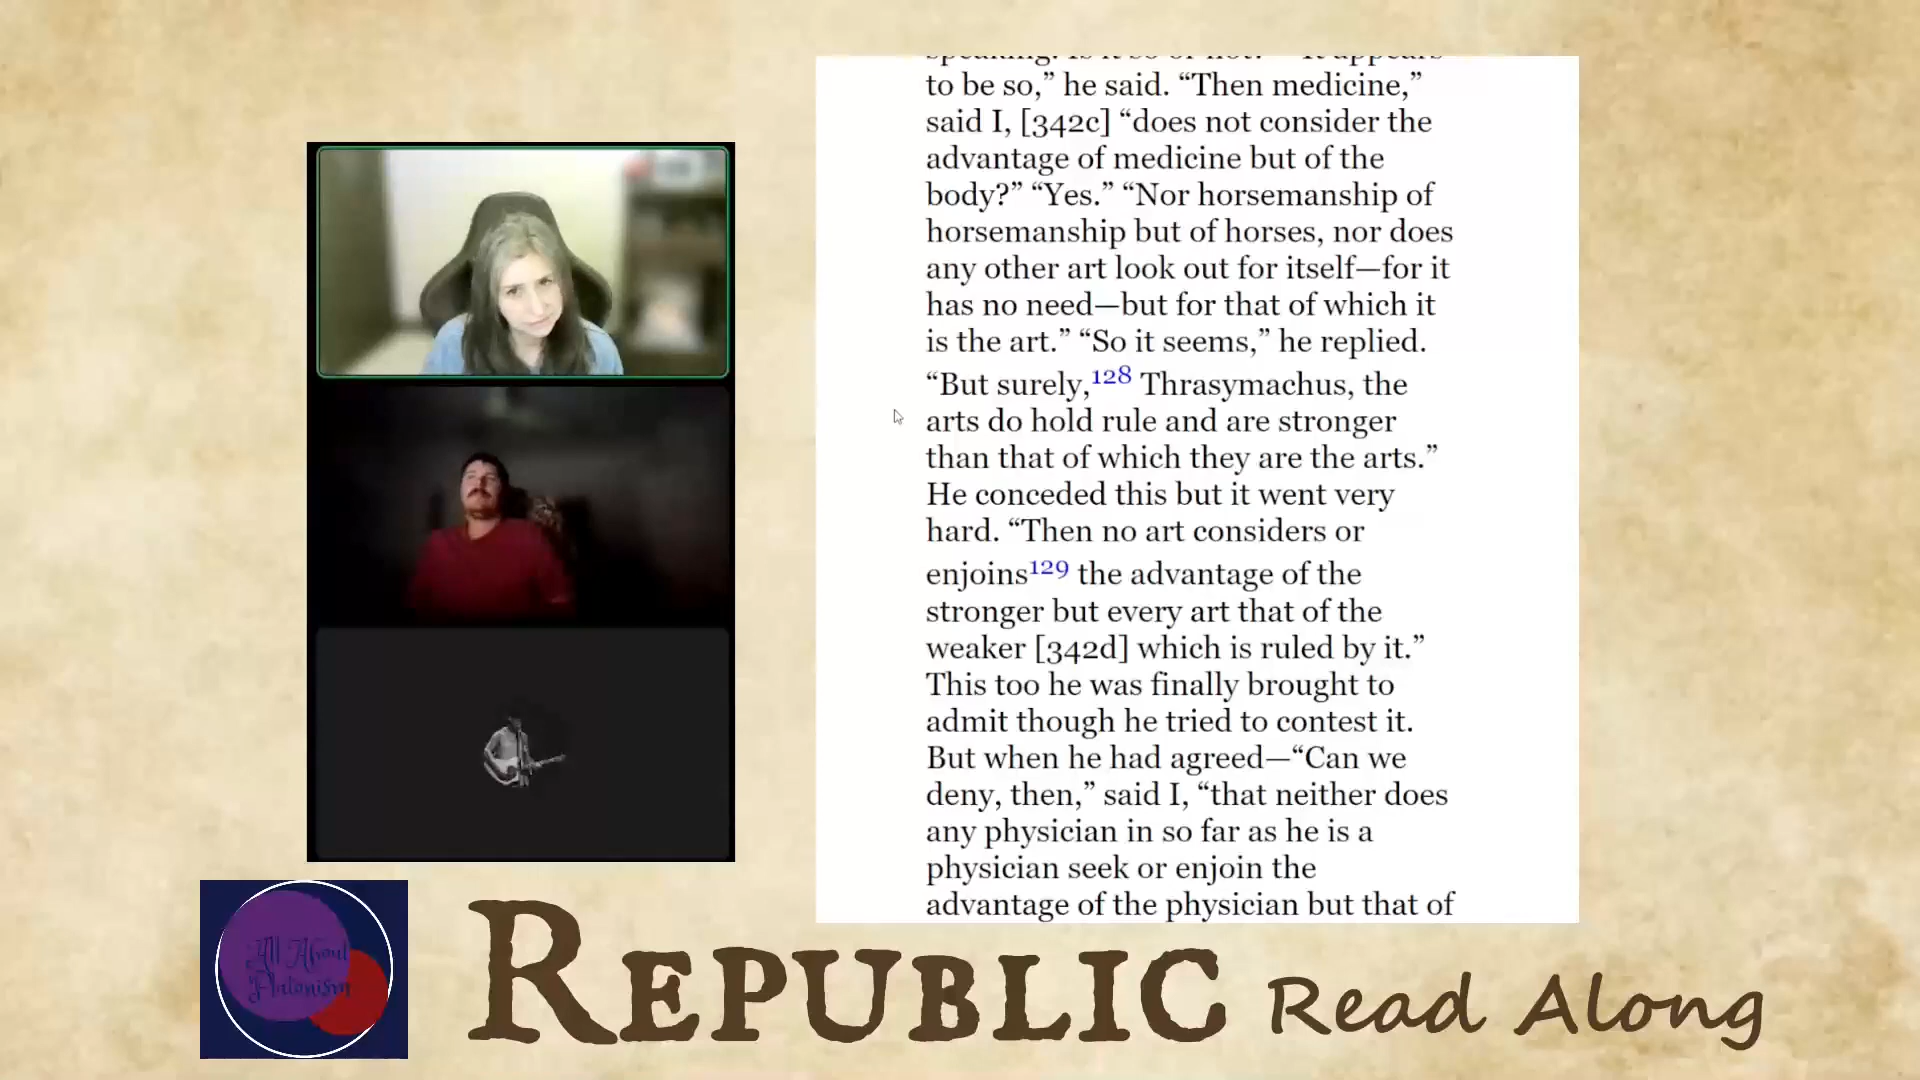 to be so,” he said. “Then medicine,”
said I, [342c] “does not consider the
advantage of medicine but of the
body?” “Yes.” “Nor horsemanship of
horsemanship but of horses, nor does
any other art look out for itself—for it
has no need—but for that of which it
is the art.” “So it seems,” he replied.
“But surely,128 Thrasymachus, the
arts do hold rule and are stronger
than that of which they are the arts.”
He conceded this but it went very
hard. “Then no art considers or
enjoins129 the advantage of the
stronger but every art that of the
weaker [342d] which is ruled by it.”
This too he was finally brought to
admit though he tried to contest it.
But when he had agreed—“Can we
deny, then,” said I, “that neither does
any physician in so far as he is a
physician seek or enjoin the
advantage of the physician but that of
All About
Platonism
REPUBLIC Read Along